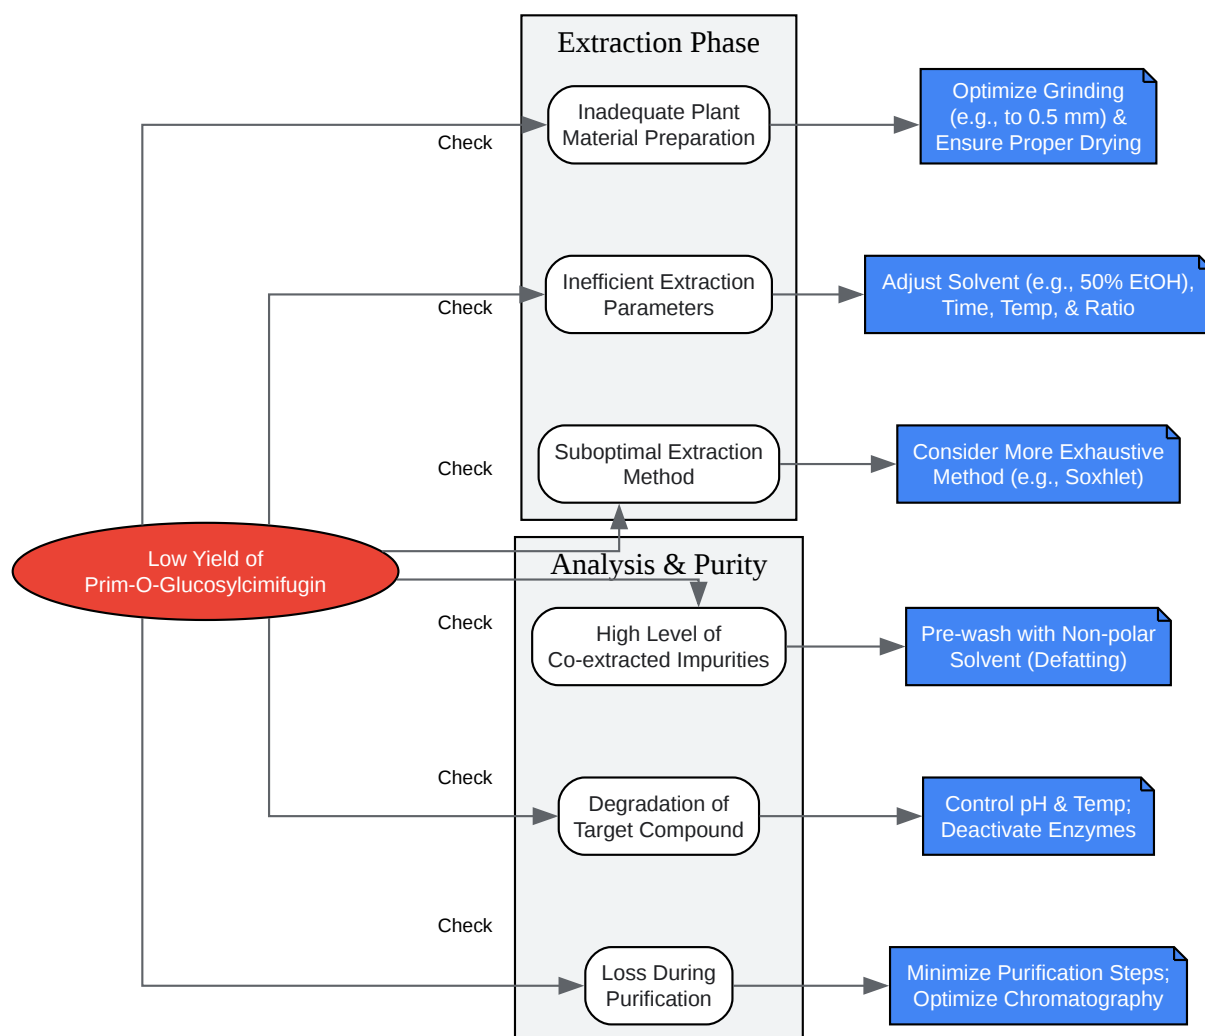 Extraction Phase
Inadequate Plant
Material Preparation
Optimize Grinding
(e.g., to 0.5 mm) &
Ensure Proper Drying
Check
Inefficient Extraction
Parameters
Adjust Solvent (e.g., 50% EtOH),
Time, Temp, & Ratio
Check
Suboptimal Extraction
Method
Consider More Exhaustive
Method (e.g., Soxhlet)
Check
Low Yield of
Prim-O-Glucosylcimifugin
Analysis & Purity
High Level of
Co-extracted Impurities
Pre-wash with Non-polar
Solvent (Defatting)
Check
Degradation of
Target Compound
Control pH & Temp;
Deactivate Enzymes
Check
Loss During
Purification
Minimize Purification Steps;
Optimize Chromatography
Check